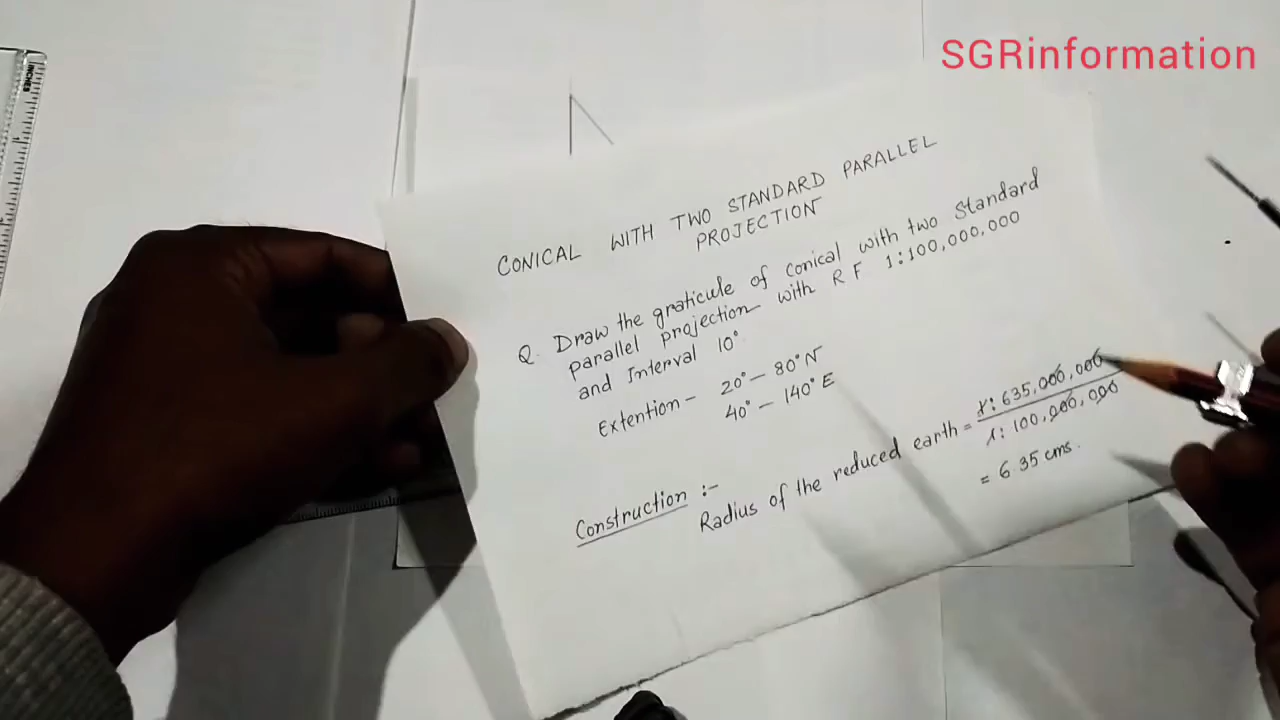 SGRinformation
INCHES
CONICAL WITH TWO STANDARD PARALLEL
PROJECTION
Q. Draw the graticule of conical with two Standard
parallel projection with R F 1:100,000,000
and Interval 10°
Extention - 20° - 80° N
40° - 140° E
Construction :-
Radius of the reduced earth = 1: 635,000,000
1: 100,000,000
= 6.35 cms.